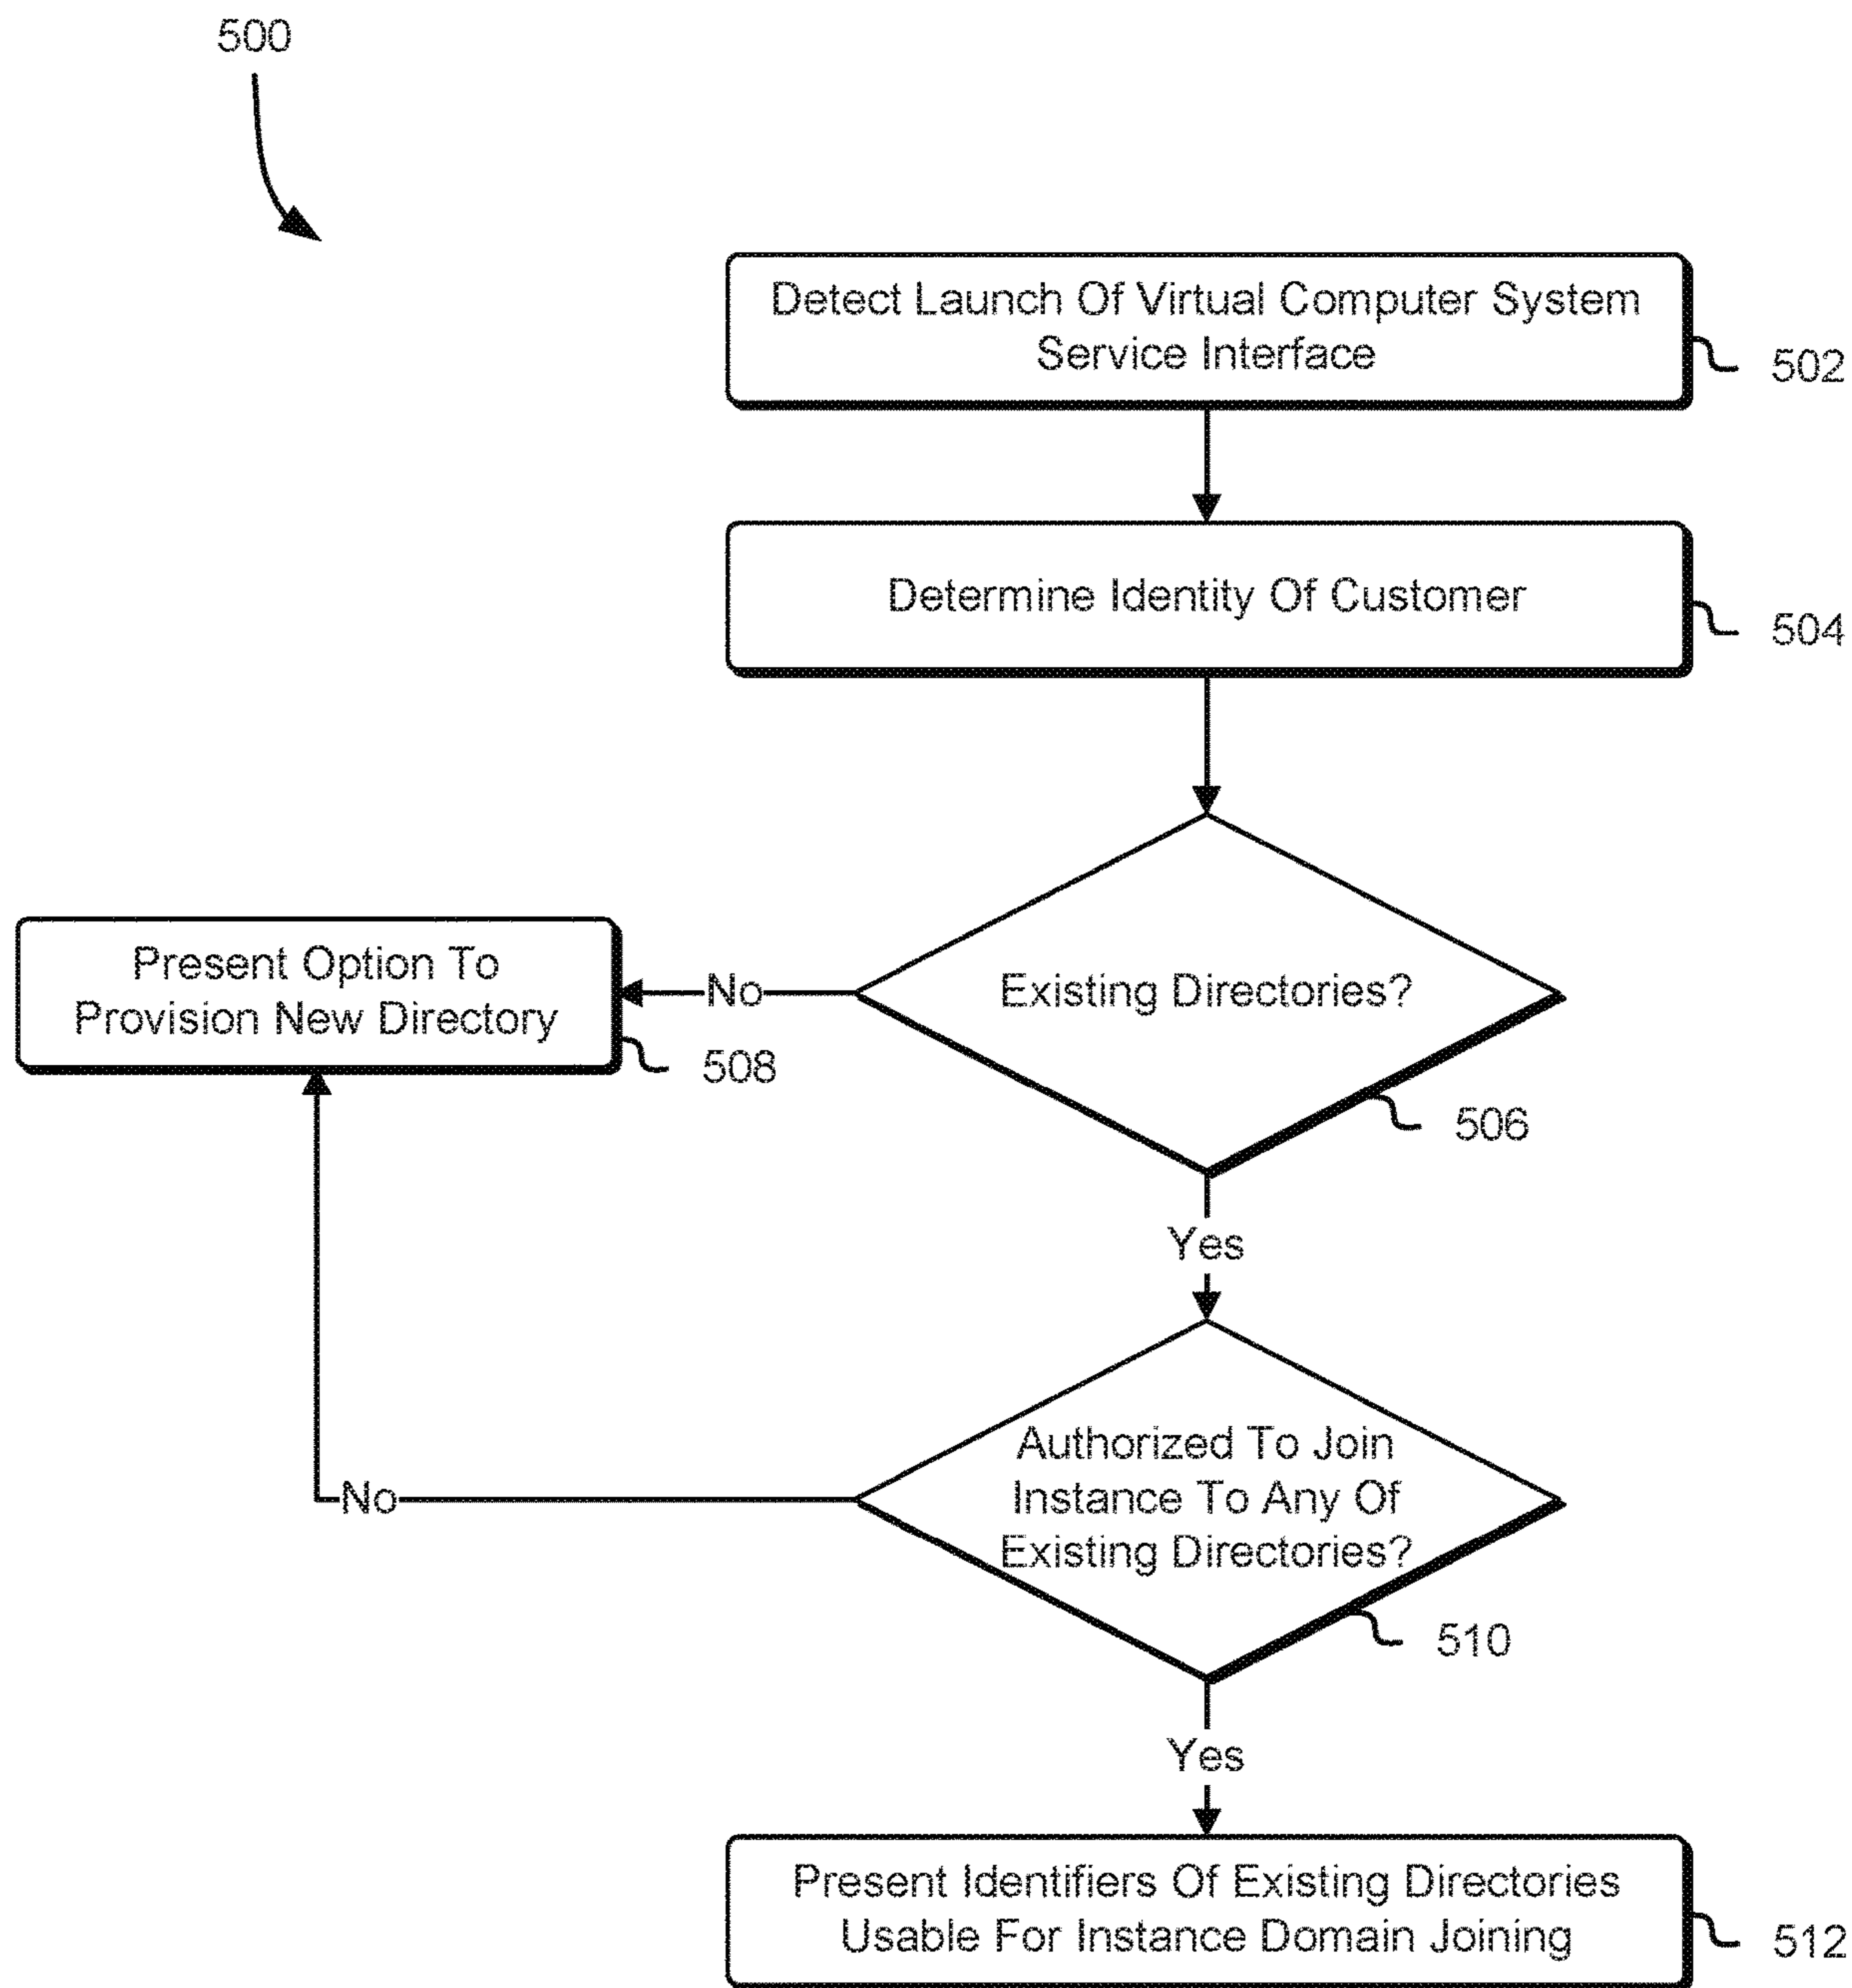 500
Detect Launch Of Virtual Computer System
Service Interface
502
Determine Identity Of Customer
504
Existing Directories?
506
No
Present Option To
Provision New Directory
508
Yes
Authorized To Join
Instance To Any Of
Existing Directories?
510
No
Yes
Present Identifiers Of Existing Directories
Usable For Instance Domain Joining
512